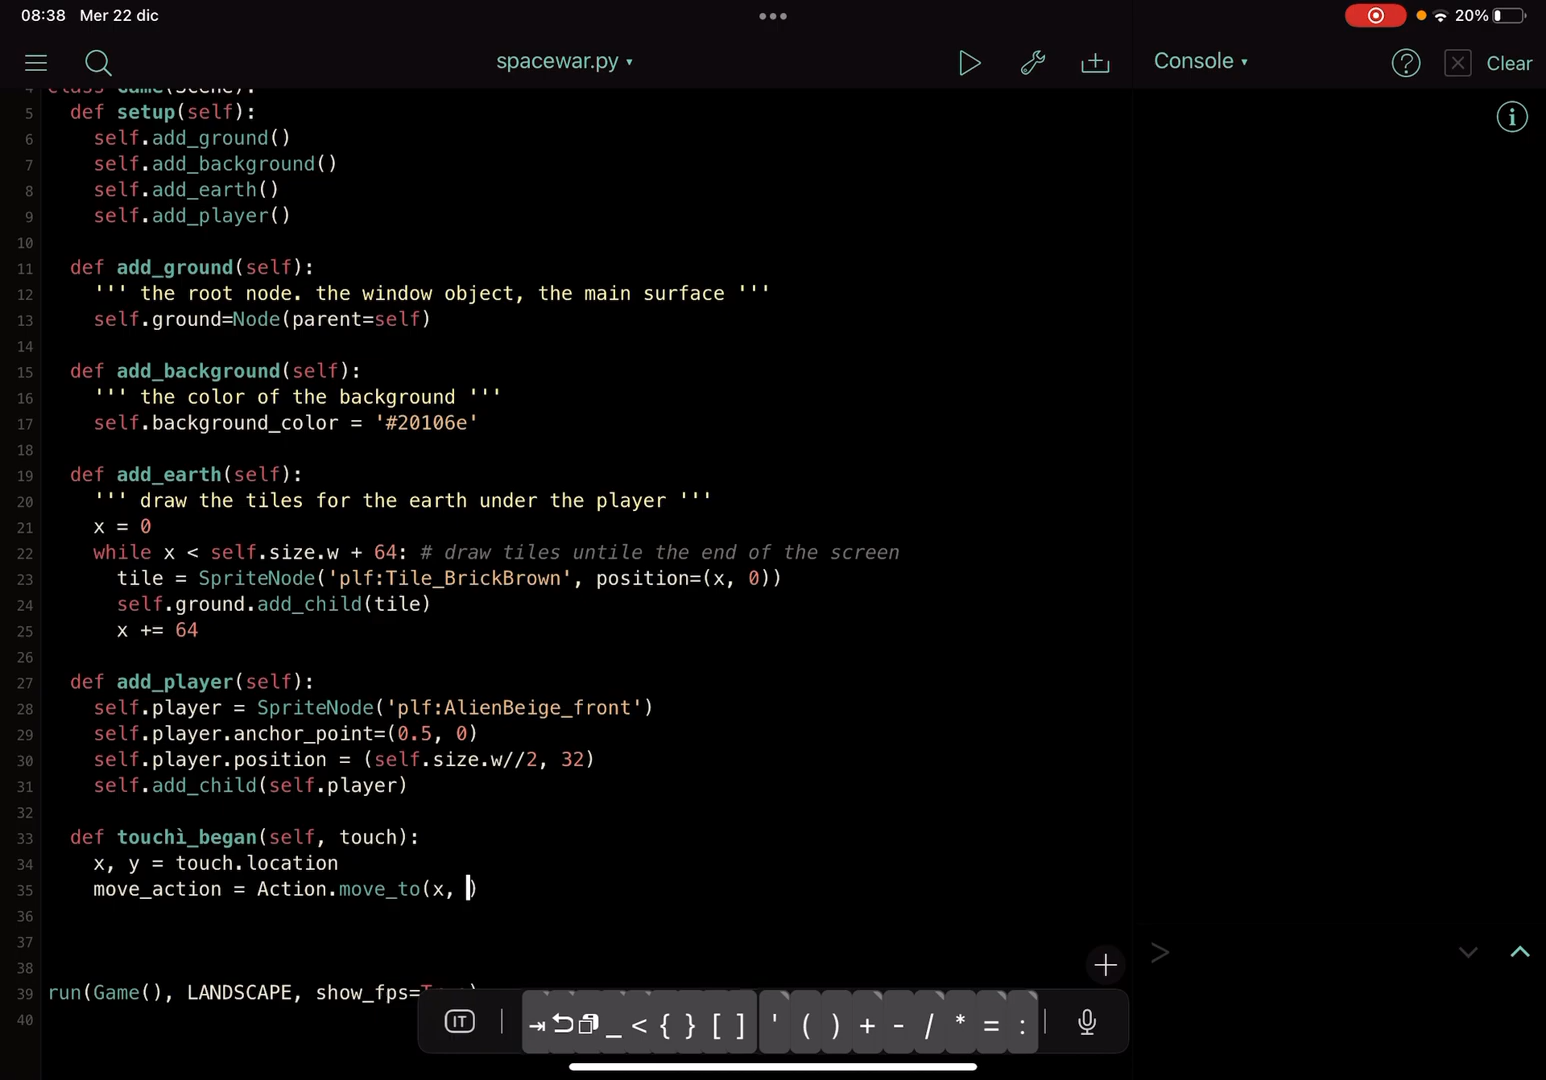 08:38 Mer 22 dic
20%
spacewar.py ▾
Console ▾
Clear
4 class Game(Scene):
5 def setup(self):
6 self.add_ground()
7 self.add_background()
8 self.add_earth()
9 self.add_player()
10
11 def add_ground(self):
12 ''' the root node. the window object, the main surface '''
13 self.ground=Node(parent=self)
14
15 def add_background(self):
16 ''' the color of the background '''
17 self.background_color = '#20106e'
18
19 def add_earth(self):
20 ''' draw the tiles for the earth under the player '''
21 x = 0
22 while x < self.size.w + 64: # draw tiles untile the end of the screen
23 tile = SpriteNode('plf:Tile_BrickBrown', position=(x, 0))
24 self.ground.add_child(tile)
25 x += 64
26
27 def add_player(self):
28 self.player = SpriteNode('plf:AlienBeige_front')
29 self.player.anchor_point=(0.5, 0)
30 self.player.position = (self.size.w//2, 32)
31 self.add_child(self.player)
32
33 def touchì_began(self, touch):
34 x, y = touch.location
35 move_action = Action.move_to(x, )
36
37
38
39 run(Game(), LANDSCAPE, show_fps=
40
>
IT
_ < { } [ ] ' ( ) + - / * = :